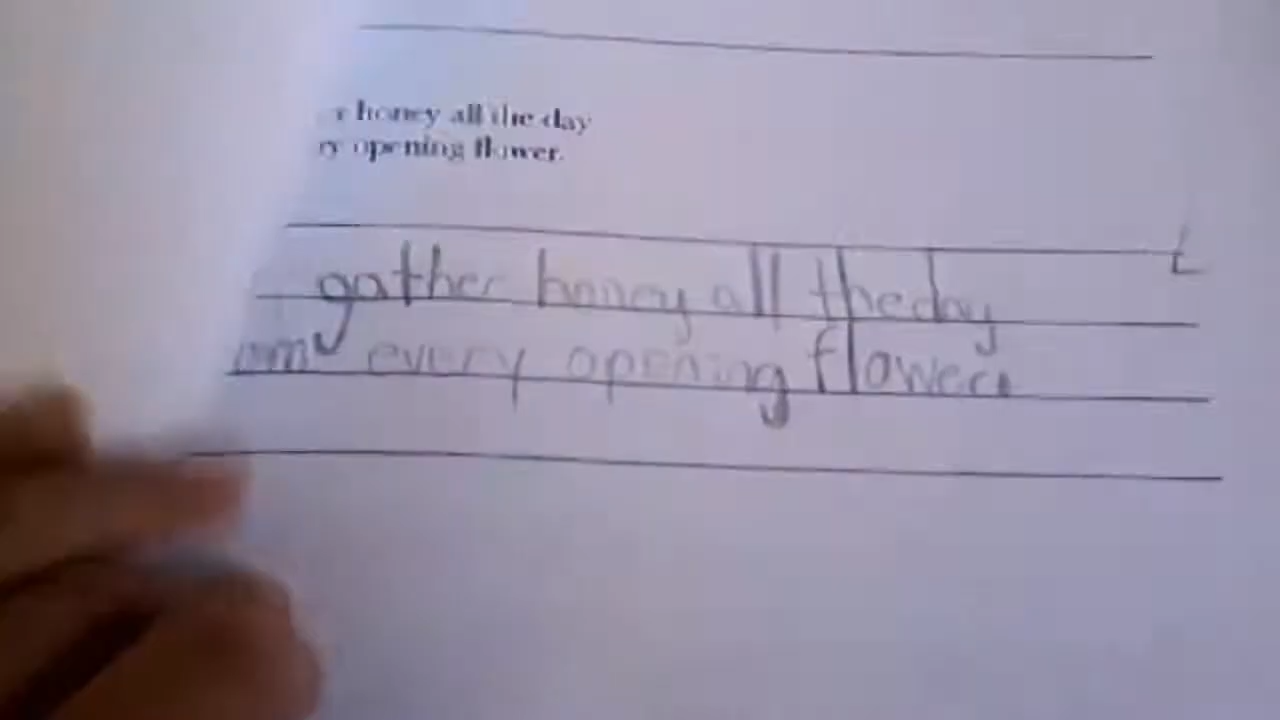 honey all the day
opening flower.
gather honey all the day
every opening flower.